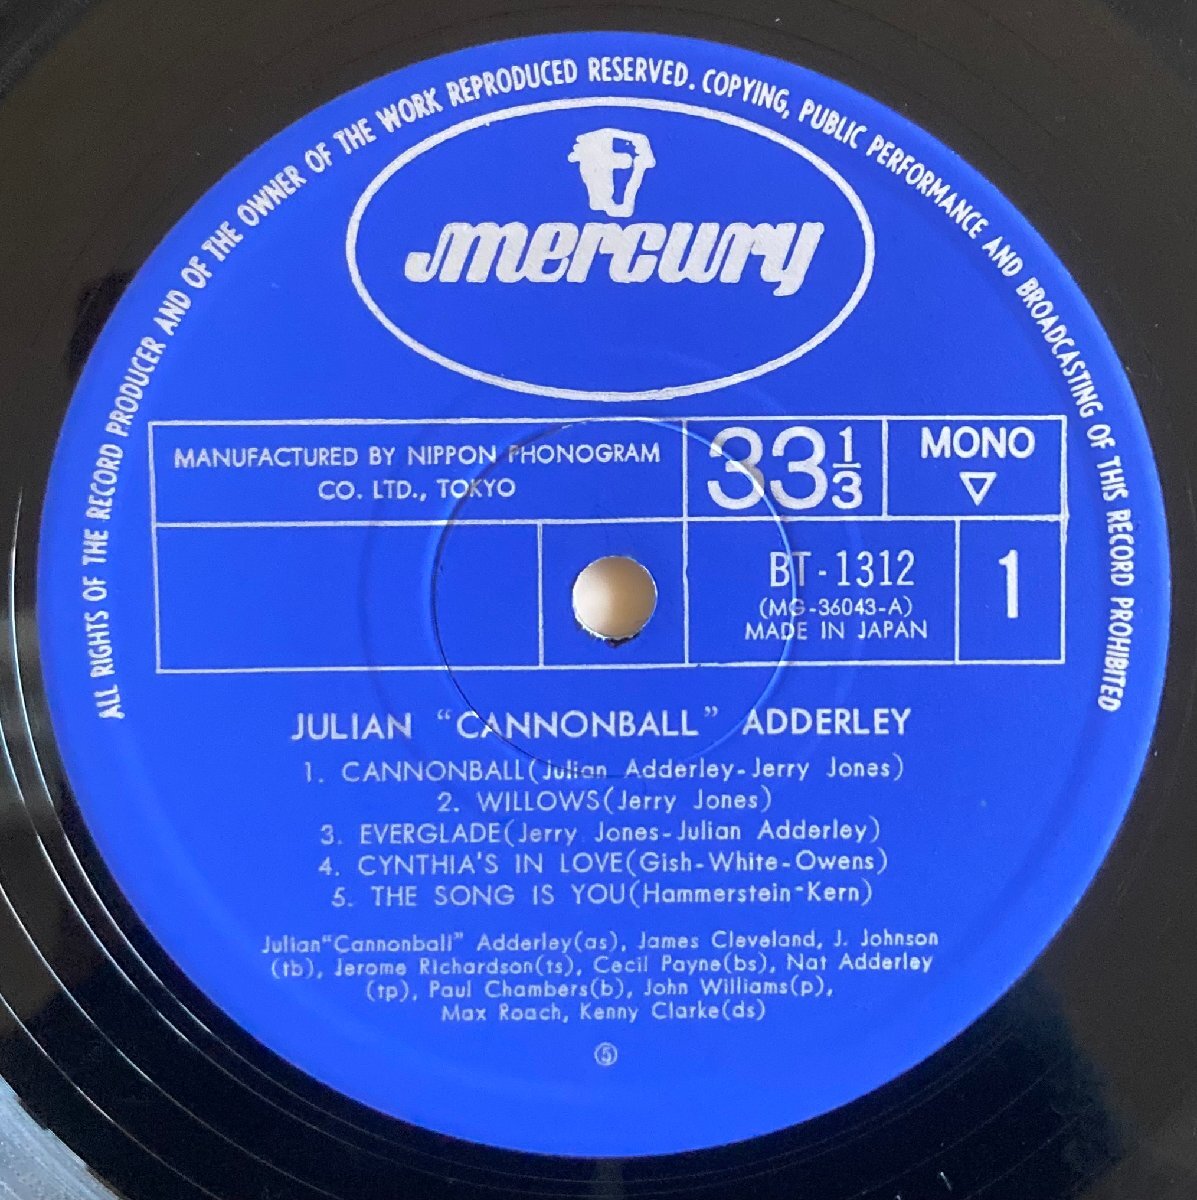 ALL RIGHTS OF THE RECORD PRODUCER AND OF THE OWNER OF THE WORK REPRODUCED RESERVED. COPYING, PUBLIC PERFORMANCE AND BROADCASTING OF THIS RECORD PROHIBITED
mercury
MANUFACTURED BY NIPPON PHONOGRAM
CO. LTD., TOKYO
33 1/3
MONO
▽
BT-1312
(MG-36043-A)
MADE IN JAPAN
1
JULIAN “CANNONBALL” ADDERLEY
1. CANNONBALL(Julian Adderley-Jerry Jones)
2. WILLOWS(Jerry Jones)
3. EVERGLADE(Jerry Jones-Julian Adderley)
4. CYNTHIA'S IN LOVE(Gish-White-Owens)
5. THE SONG IS YOU(Hammerstein-Kern)
Julian“Cannonball” Adderley(as), James Cleveland, J. Johnson
(tb), Jerome Richardson(ts), Cecil Payne(bs), Nat Adderley
(tp), Paul Chambers(b), John Williams(p),
Max Roach, Kenny Clarke(ds)
⑤